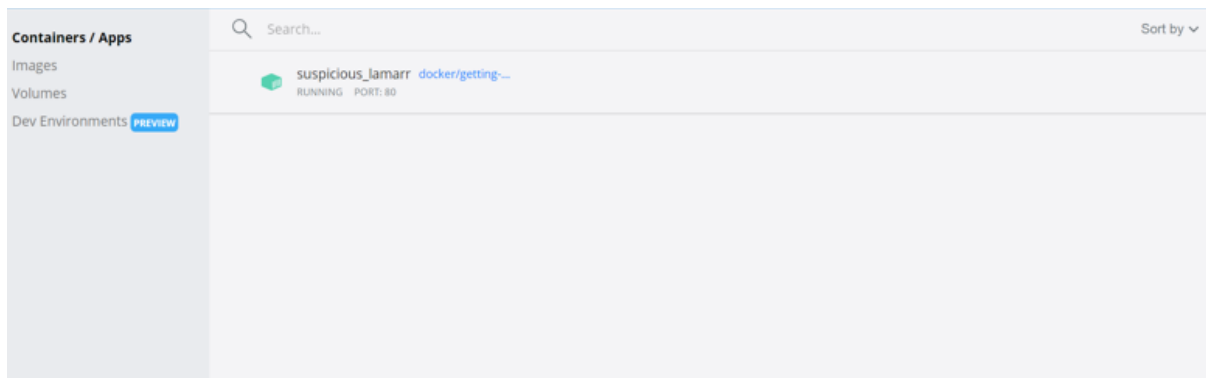 Containers / Apps
Images
Volumes
Dev Environments PREVIEW
Search...
Sort by
suspicious_lamarr docker/getting-...
RUNNING PORT: 80